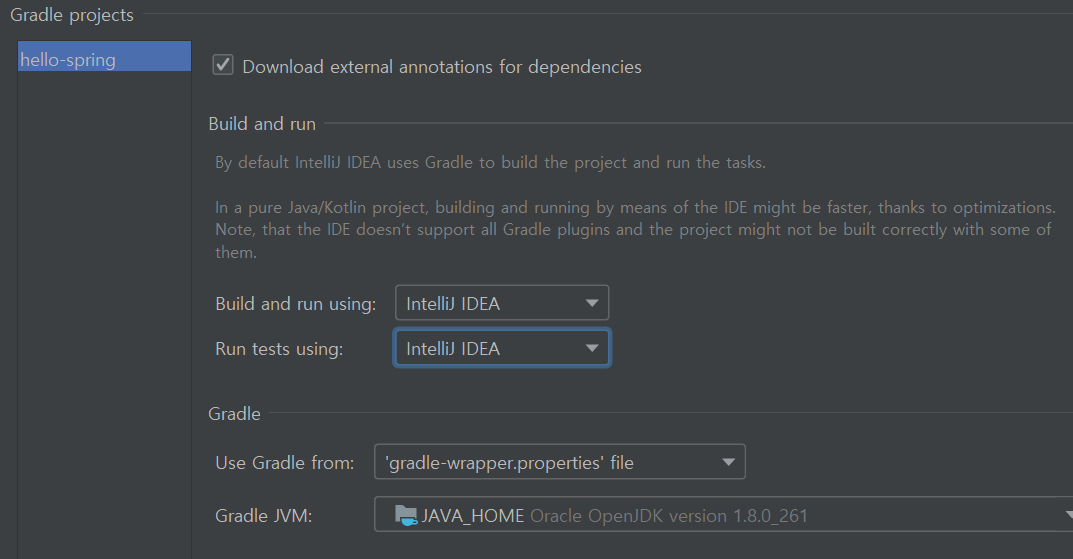 Gradle projects
hello-spring
Download external annotations for dependencies
Build and run
By default IntelliJ IDEA uses Gradle to build the project and run the tasks.
In a pure Java/Kotlin project, building and running by means of the IDE might be faster, thanks to optimizations.
Note, that the IDE doesn't support all Gradle plugins and the project might not be built correctly with some of
them.
Build and run using: IntelliJ IDEA
Run tests using: IntelliJ IDEA
Gradle
Use Gradle from: 'gradle-wrapper.properties' file
Gradle JVM: JAVA_HOME Oracle OpenJDK version 1.8.0_261